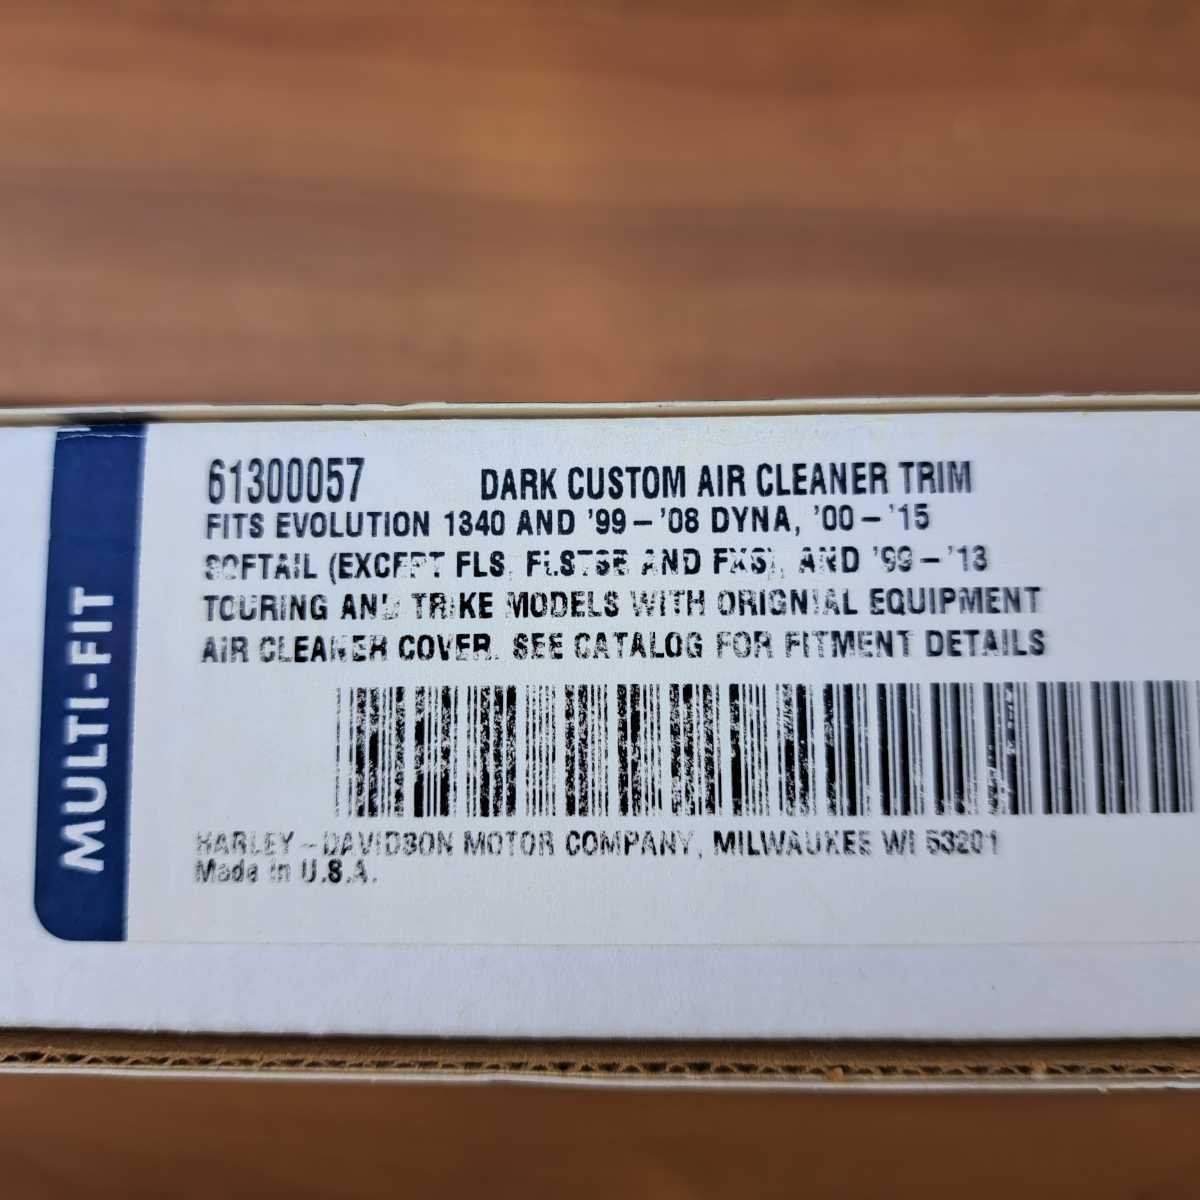 MULTI-FIT
61300057 DARK CUSTOM AIR CLEANER TRIM
FITS EVOLUTION 1340 AND '99-'08 DYNA, '00-'15
SOFTAIL (EXCEPT FLS, FLSTSB AND FXS), AND '99-'13
TOURING AND TRIKE MODELS WITH ORIGNIAL EQUIPMENT
AIR CLEANER COVER. SEE CATALOG FOR FITMENT DETAILS
HARLEY-DAVIDSON MOTOR COMPANY, MILWAUKEE WI 53201
Made in U.S.A.